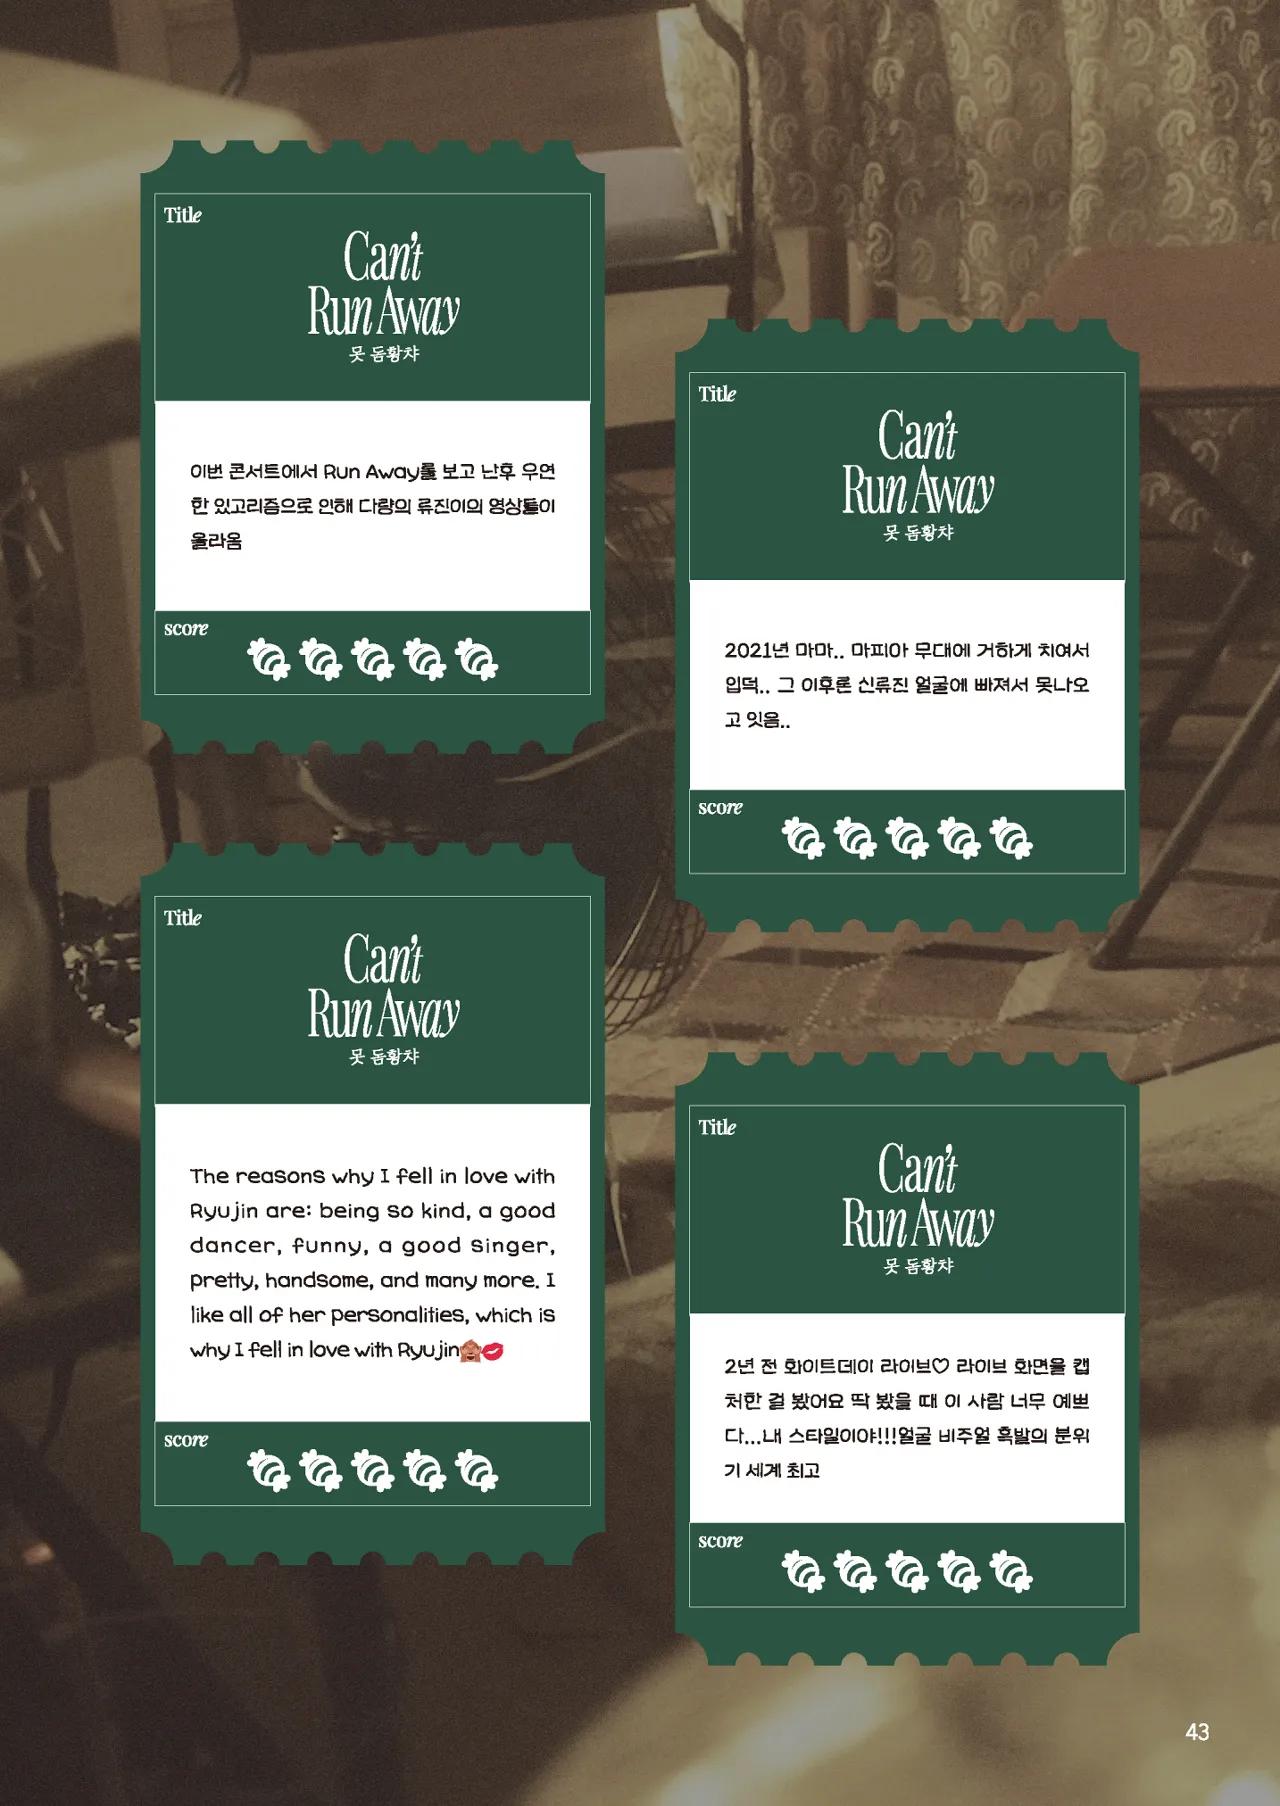 Title
Can't
Run Away
못 돔황챠
이번 콘서트에서 Run Away를 보고 난후 우연
한 있고리즘으로 인해 다량의 류진이의 영상들이
올라옴
score
Title
Can't
Run Away
못 돔황챠
2021년 마마.. 마피아 무대에 거하게 치여서
입덕.. 그 이후론 신류진 얼굴에 빠져서 못나오
고 잇음..
score
Title
Can't
Run Away
못 돔황챠
The reasons why I fell in love with
Ryujin are: being so kind, a good
dancer, funny, a good singer,
pretty, handsome, and many more. I
like all of her personalities, which is
why I fell in love with Ryujin🙈💋
score
Title
Can't
Run Away
못 돔황챠
2년 전 화이트데이 라이브♡ 라이브 화면을 캡
처한 걸 봤어요 딱 봤을 때 이 사람 너무 예쁘
다...내 스타일이야!!!얼굴 비주얼 흑발의 분위
기 세계 최고
score
43